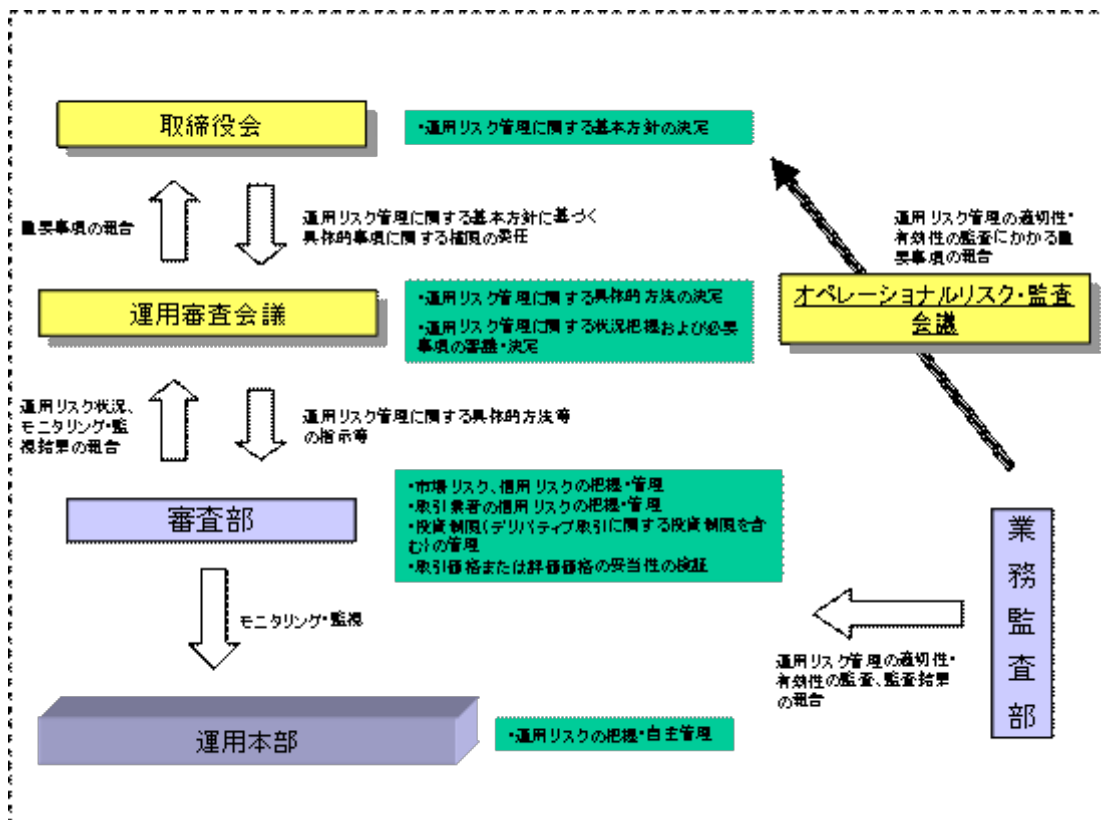 取締役会
・運用リスク管理に関する基本方針の決定
重要事項の報告
運用リスク管理に関する基本方針に基づく
具体的事項に関する権限の委任
運用リスク管理の適切性・
有効性の監査にかかる重
要事項の報告
運用審査会議
・運用リスク管理に関する具体的方法の決定
・運用リスク管理に関する状況把握および必要
事項の審議・決定
オペレーショナルリスク・監査
会議
運用リスク状況、
モニタリング・監
視結果の報告
運用リスク管理に関する具体的方法等
の指示等
審査部
・市場リスク、信用リスクの把握・管理
・取引業者の信用リスクの把握・管理
・投資制限(デリバティブ取引に関する投資制限を含
む)の管理
・取引価格または評価価格の妥当性の検証
業務監査部
モニタリング・監視
運用リスク管理の適切性・
有効性の監査、監査結果
の報告
運用本部
・運用リスクの把握・自主管理